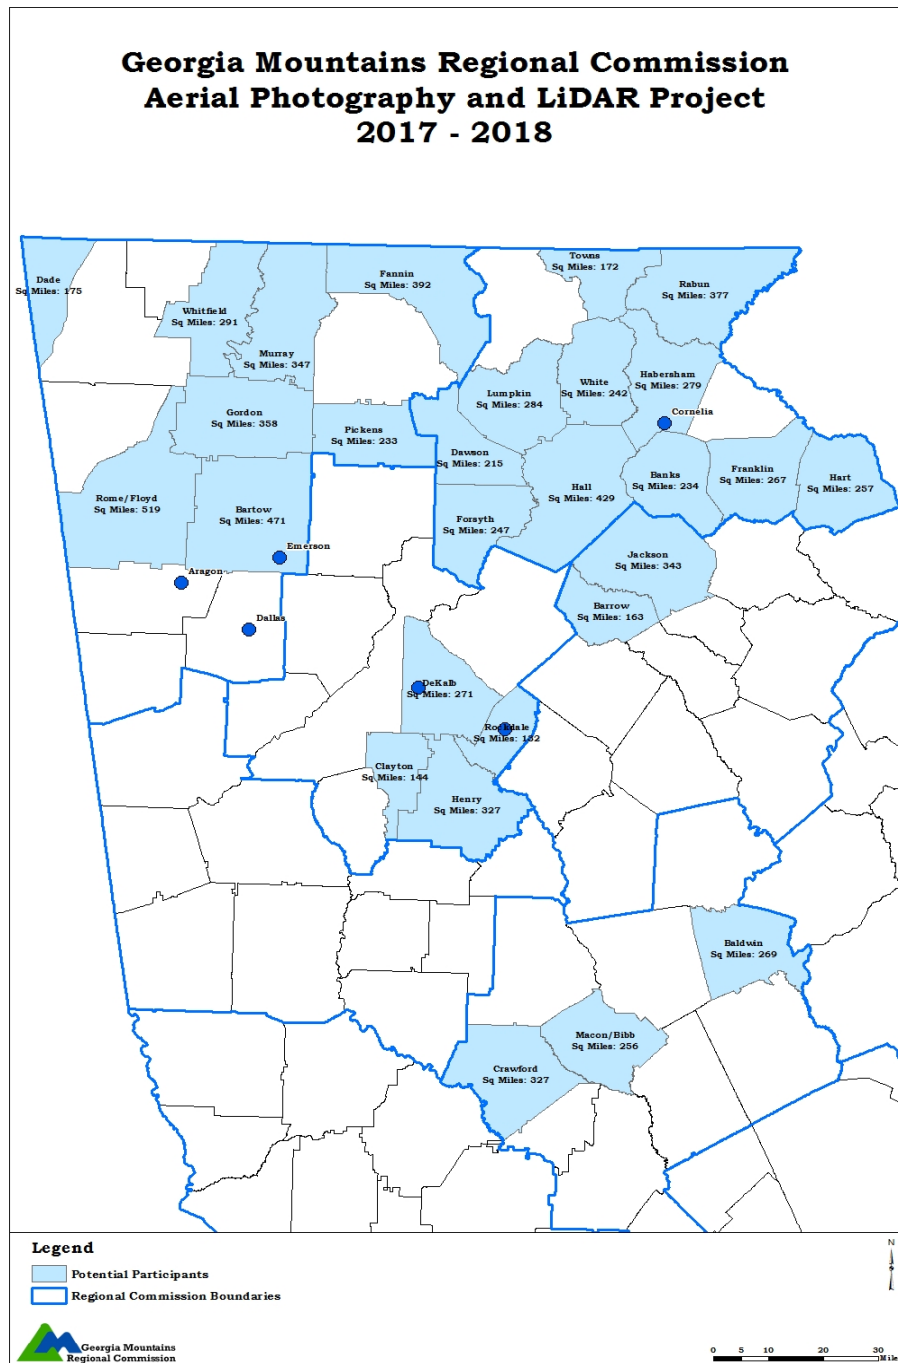 Georgia Mountains Regional Commission
Aerial Photography and LiDAR Project
2017 - 2018
Dade
Sq Miles: 175
Whitfield
Sq Miles: 291
Murray
Sq Miles: 347
Fannin
Sq Miles: 392
Towns
Sq Miles: 172
Rabun
Sq Miles: 377
Gordon
Sq Miles: 358
Pickens
Sq Miles: 233
Lumpkin
Sq Miles: 284
White
Sq Miles: 242
Habersham
Sq Miles: 279
Cornelia
Rome/Floyd
Sq Miles: 519
Bartow
Sq Miles: 471
Emerson
Dawson
Sq Miles: 215
Forsyth
Sq Miles: 247
Hall
Sq Miles: 429
Banks
Sq Miles: 234
Franklin
Sq Miles: 267
Hart
Sq Miles: 257
Aragon
Dallas
Jackson
Sq Miles: 343
Barrow
Sq Miles: 163
DeKalb
Sq Miles: 271
Rockdale
Sq Miles: 132
Clayton
Sq Miles: 144
Henry
Sq Miles: 327
Baldwin
Sq Miles: 269
Macon/Bibb
Sq Miles: 256
Crawford
Sq Miles: 327
Legend
Potential Participants
Regional Commission Boundaries
N
Georgia Mountains
Regional Commission
0 5 10 20 30
Mile